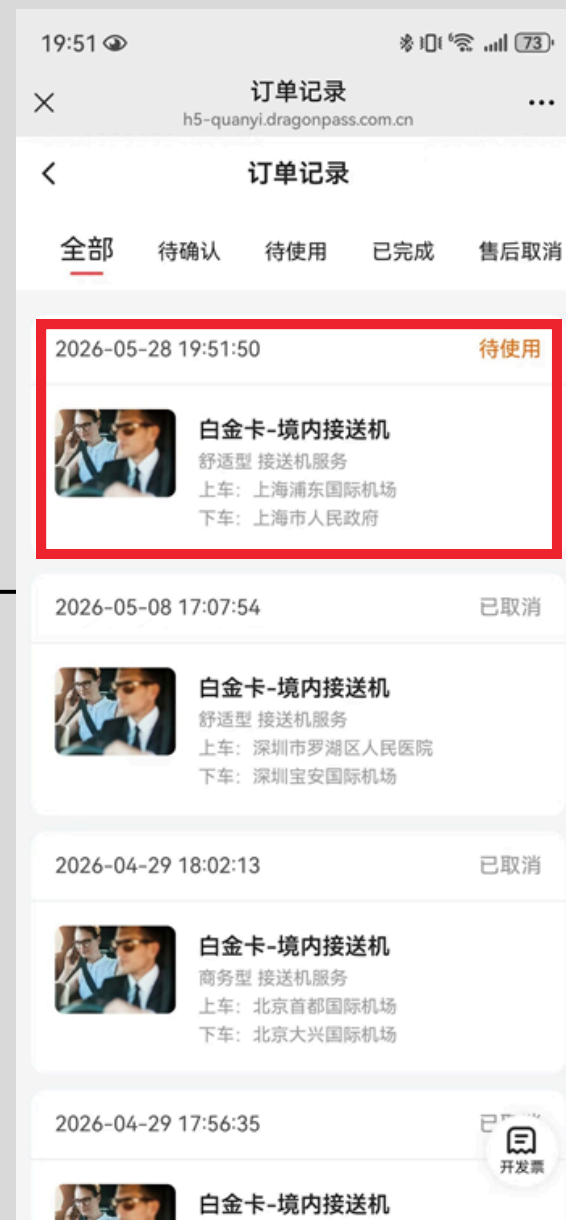 19:51
73
订单记录
h5-quanyi.dragonpass.com.cn
订单记录
全部 待确认 待使用 已完成 售后取消
2026-05-28 19:51:50 待使用
白金卡-境内接送机
舒适型 接送机服务
上车：上海浦东国际机场
下车：上海市人民政府
2026-05-08 17:07:54 已取消
白金卡-境内接送机
舒适型 接送机服务
上车：深圳市罗湖区人民医院
下车：深圳宝安国际机场
2026-04-29 18:02:13 已取消
白金卡-境内接送机
商务型 接送机服务
上车：北京首都国际机场
下车：北京大兴国际机场
2026-04-29 17:56:35
开发票
白金卡-境内接送机